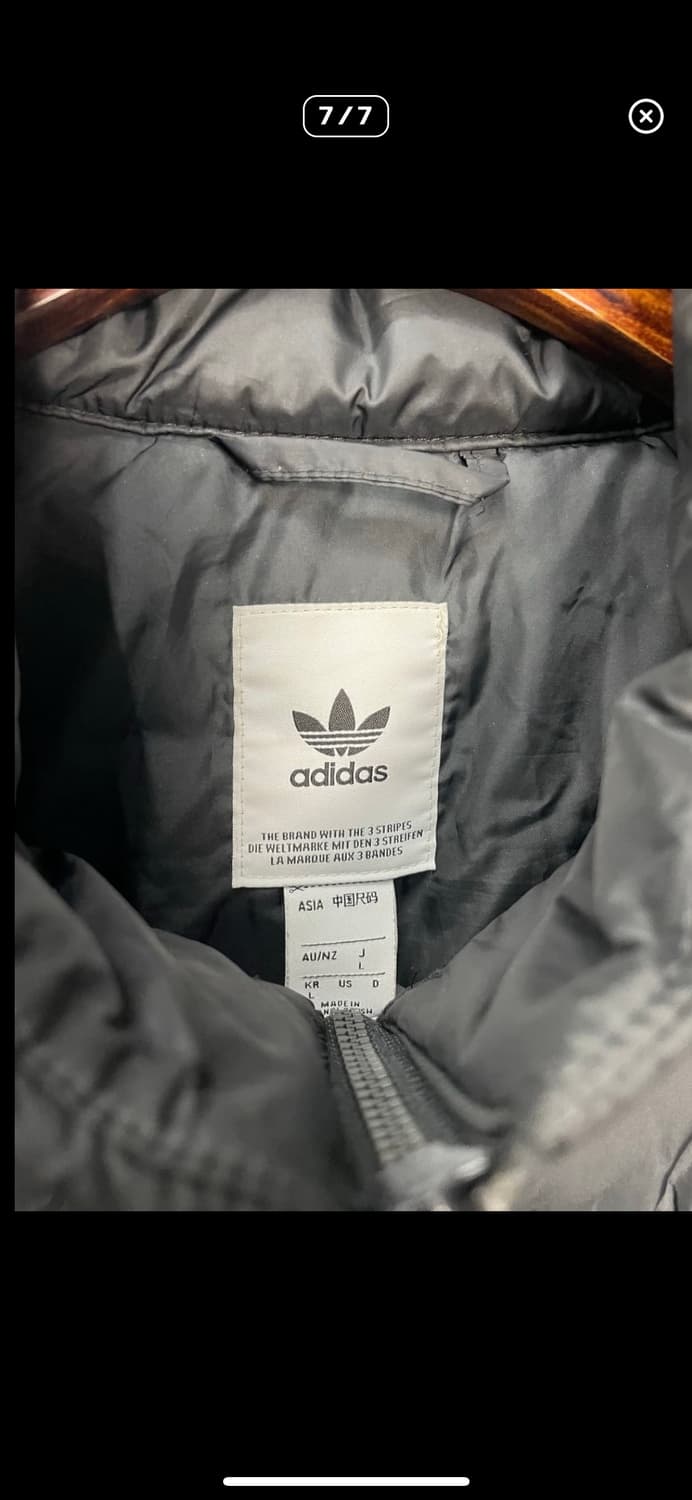 7/7
adidas
THE BRAND WITH THE 3 STRIPES
DIE WELTMARKE MIT DEN 3 STREIFEN
LA MARQUE AUX 3 BANDES
ASIA 中国尺码
AU/NZ J
L
KR US D
L
MADE IN